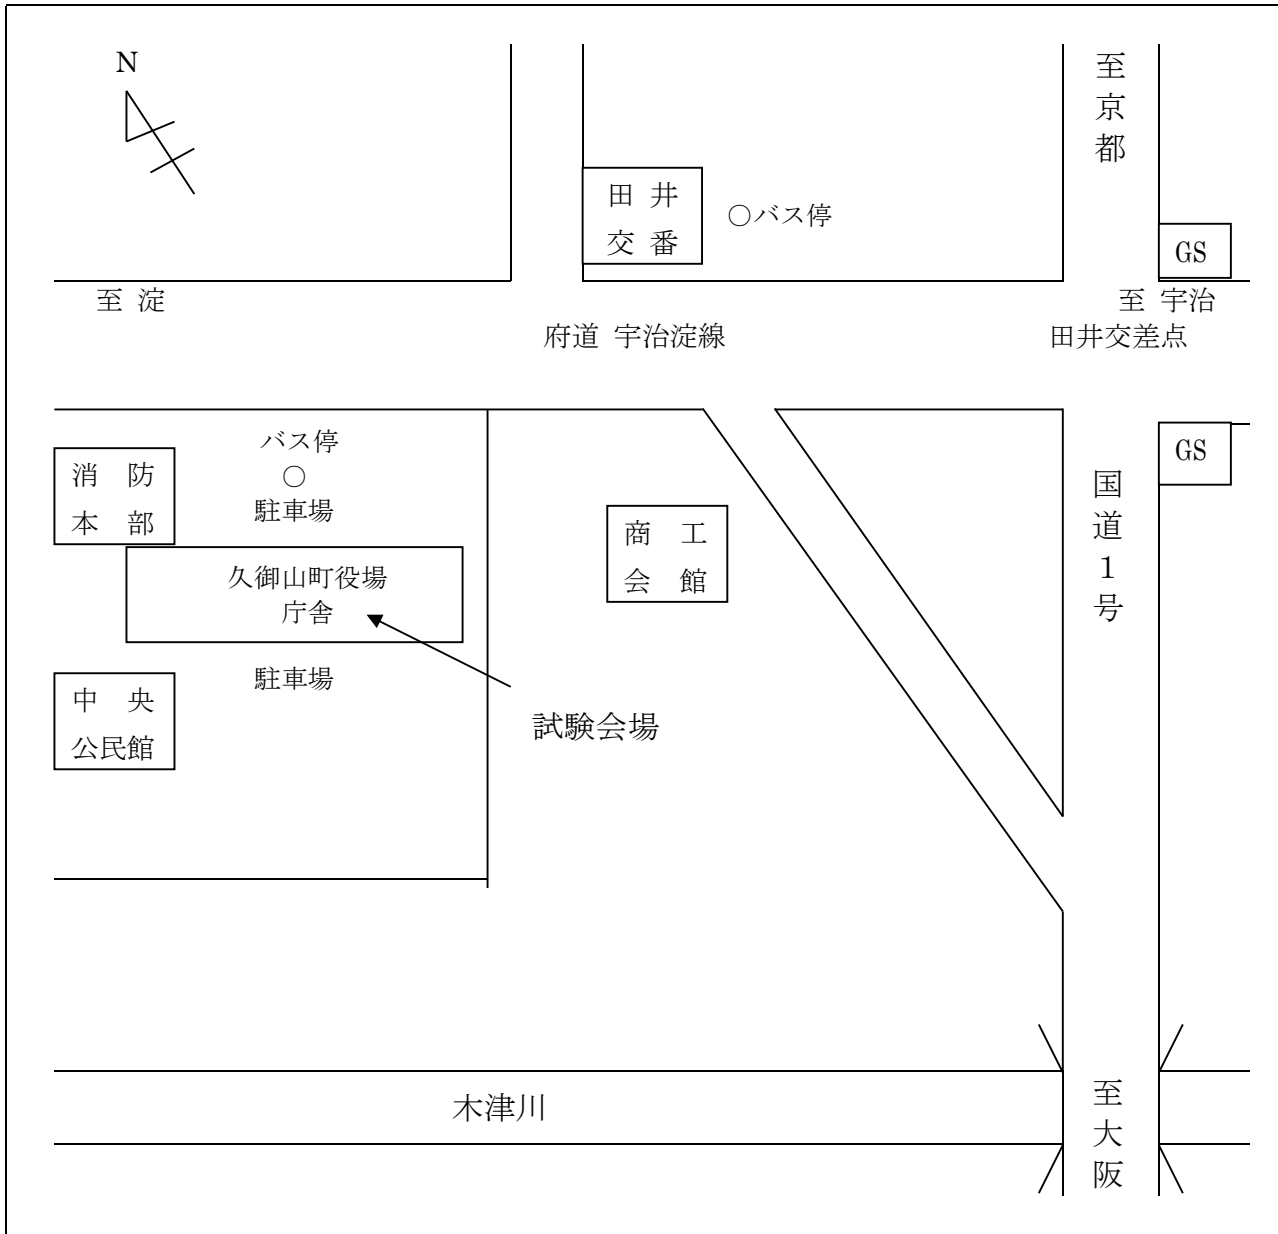 N
至京都
田 井
交 番
○バス停
GS
至 淀
至 宇治
府道 宇治淀線
田井交差点
バス停
○
駐車場
消 防
本 部
GS
国道1号
商 工
会 館
久御山町役場
庁舎
駐車場
中 央
公民館
試験会場
木津川
至大阪